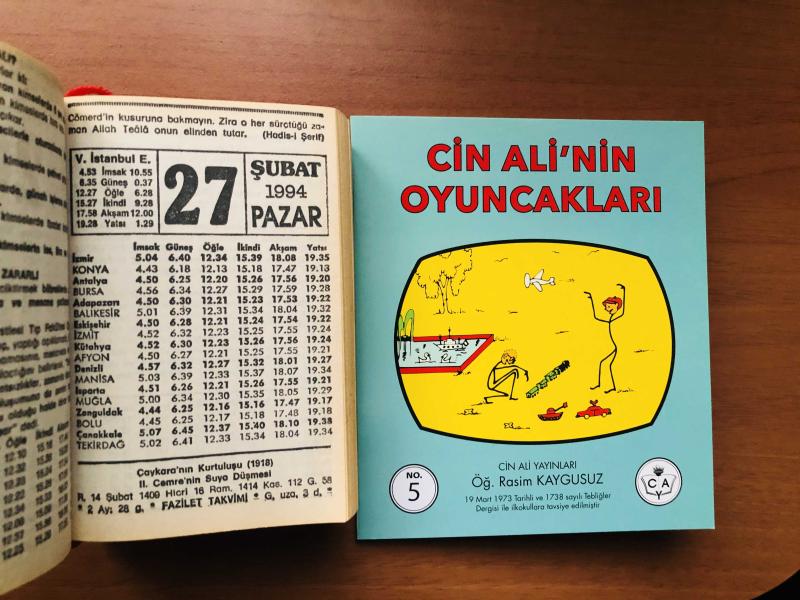 Cömerd'in kusuruna bakmayın. Zira o her sürçtüğü za-
man Allah Teâlâ onun elinden tutar. (Hadis-i Şerif)
V. İstanbul E.
4.53 İmsak 10.55
6.35 Güneş 0.37
12.27 Öğle 6.28
15.27 İkindi 9.28
17.58 Akşam 12.00
19.28 Yatsı 1.29
27
ŞUBAT
1994
PAZAR
İmsak Güneş Öğle İkindi Akşam Yatsı
İzmir 5.04 6.40 12.34 15.39 18.08 19.35
KONYA 4.43 6.18 12.13 15.18 17.47 19.13
Antalya 4.50 6.25 12.20 15.26 17.56 19.20
BURSA 4.56 6.34 12.27 15.29 17.59 19.28
Adapazarı 4.50 6.30 12.21 15.23 17.53 19.22
BALIKESİR 5.01 6.39 12.31 15.34 18.04 19.32
Eskişehir 4.50 6.28 12.21 15.24 17.54 19.22
İZMİT 4.52 6.32 12.23 15.25 17.55 19.24
Kütahya 4.52 6.30 12.23 15.26 17.56 19.24
AFYON 4.50 6.27 12.21 15.25 17.55 19.21
Denizli 4.57 6.32 12.27 15.32 18.01 19.27
MANİSA 5.03 6.39 12.33 15.37 18.07 19.34
Isparta 4.51 6.26 12.21 15.26 17.55 19.21
MUĞLA 5.00 6.34 12.30 15.35 18.05 19.29
Zonguldak 4.44 6.25 12.16 15.16 17.47 19.17
BOLU 4.45 6.25 12.17 15.18 17.48 19.18
Çanakkale 5.07 6.45 12.37 15.40 18.10 19.38
TEKİRDAĞ 5.02 6.41 12.33 15.34 18.04 19.34
Çaykara'nın Kurtuluşu (1918)
II. Cemre'nin Suya Düşmesi
R. 14 Şubat 1409 Hicri 16 Ram. 1414 Kas. 112 G. 58
* 2 Ay; 28 g, * FAZİLET TAKVİMİ * G, uza, 3 d, *
CİN ALİ'NİN
OYUNCAKLARI
CİN ALİ YAYINLARI
Öğ. Rasim KAYGUSUZ
19 Mart 1973 Tarihli ve 1738 sayılı Tebliğler
Dergisi ile ilkokullara tavsiye edilmiştir
NO.
5
C A
Y